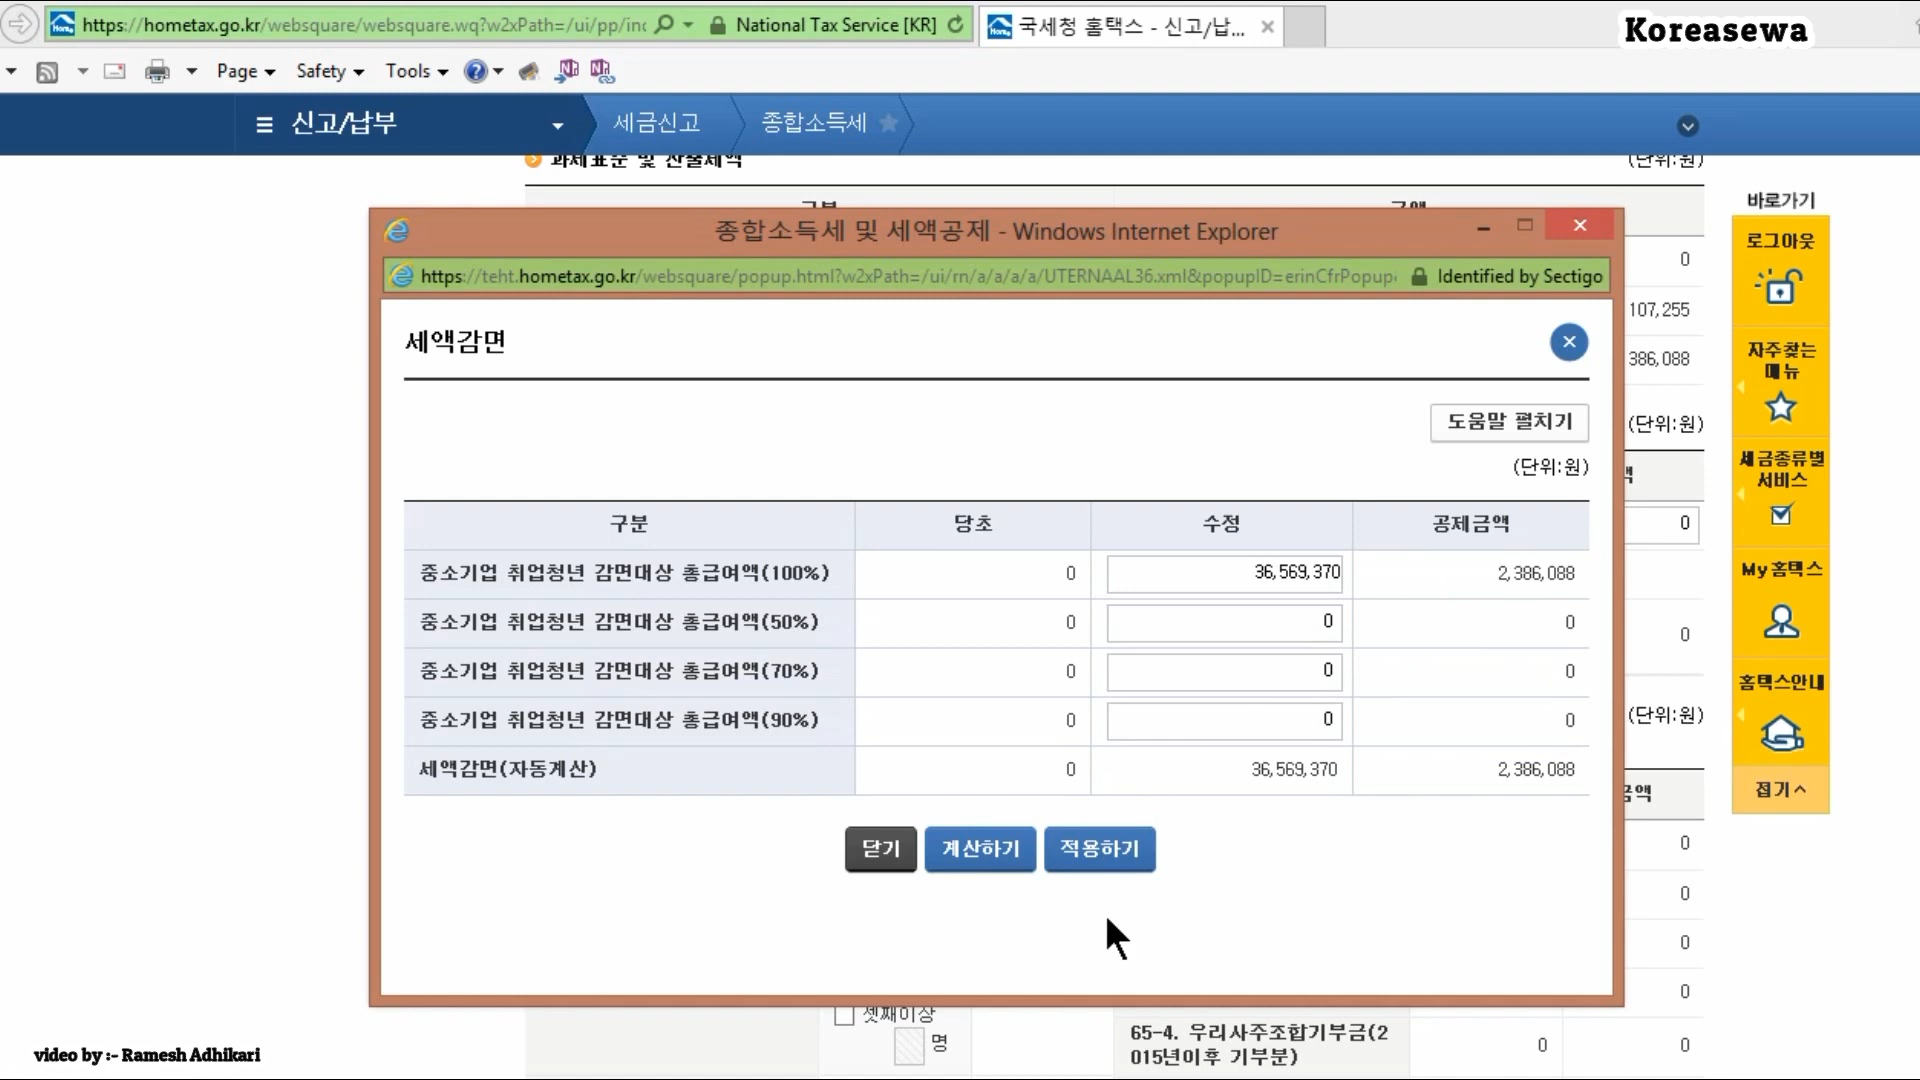 https://hometax.go.kr/websquare/websquare.wq?w2xPath=/ui/pp/inc
National Tax Service [KR]
국세청 홈택스 - 신고/납...
Koreasewa
Page
Safety
Tools
신고/납부
세금신고
종합소득세
과세표준 및 산출세액
(단위:원)
구분
금액
0
107,255
386,088
(단위:원)
0
0
(단위:원)
금액
0
0
0
0
바로가기
로그아웃
자주찾는
메뉴
세금종류별
서비스
My홈택스
홈택스안내
접기
종합소득세 및 세액공제 - Windows Internet Explorer
https://teht.hometax.go.kr/websquare/popup.html?w2xPath=/ui/rn/a/a/a/a/UTERNAAL36.xml&popupID=erinCfrPopup
Identified by Sectigo
세액감면
도움말 펼치기
(단위:원)
구분 당초 수정 공제금액
중소기업 취업청년 감면대상 총급여액(100%) 0 36,569,370 2,386,088
중소기업 취업청년 감면대상 총급여액(50%) 0 0 0
중소기업 취업청년 감면대상 총급여액(70%) 0 0 0
중소기업 취업청년 감면대상 총급여액(90%) 0 0 0
세액감면(자동계산) 0 36,569,370 2,386,088
닫기
계산하기
적용하기
셋째이상
명
65-4. 우리사주조합기부금(2
015년이후 기부분)
0
0
video by :- Ramesh Adhikari